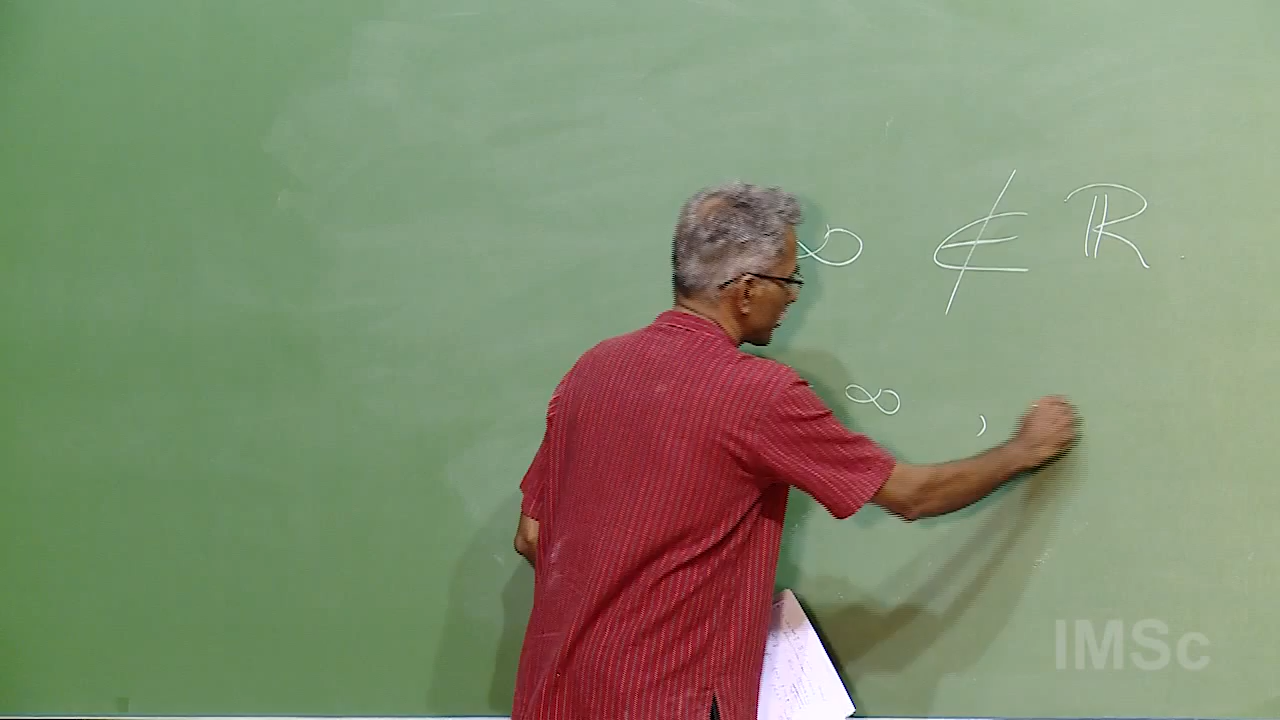 ∞ ∉ ℝ.
∞ ,
IMSc